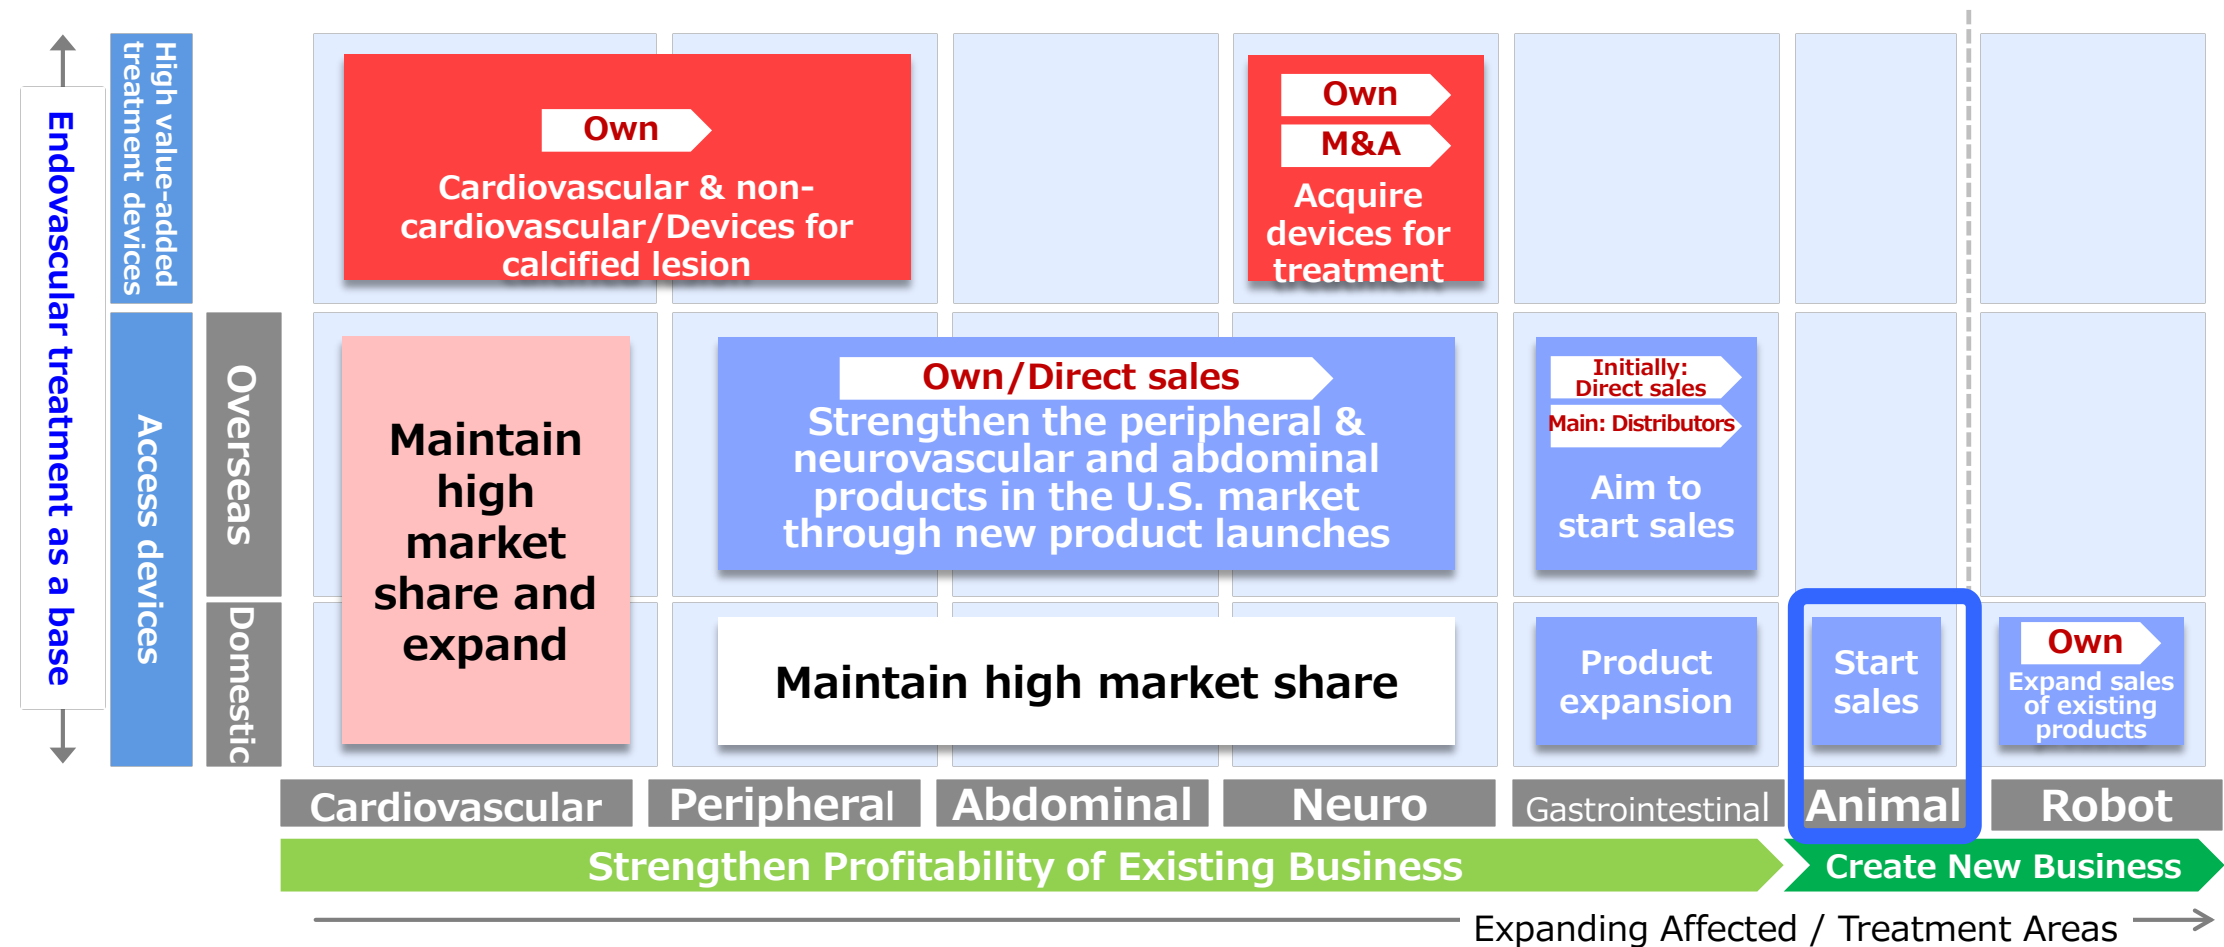 Endovascular treatment as a base
High value-added
treatment devices
Access devices
Overseas
Domestic
Own
Cardiovascular & non-
cardiovascular/Devices for
calcified lesion
Own
M&A
Acquire
devices for
treatment
Maintain
high
market
share and
expand
Own/Direct sales
Strengthen the peripheral &
neurovascular and abdominal
products in the U.S. market
through new product launches
Initially:
Direct sales
Main: Distributors
Aim to
start sales
Maintain high market share
Product
expansion
Start
sales
Own
Expand sales
of existing
products
Cardiovascular
Peripheral
Abdominal
Neuro
Gastrointestinal
Animal
Robot
Strengthen Profitability of Existing Business
Create New Business
Expanding Affected / Treatment Areas